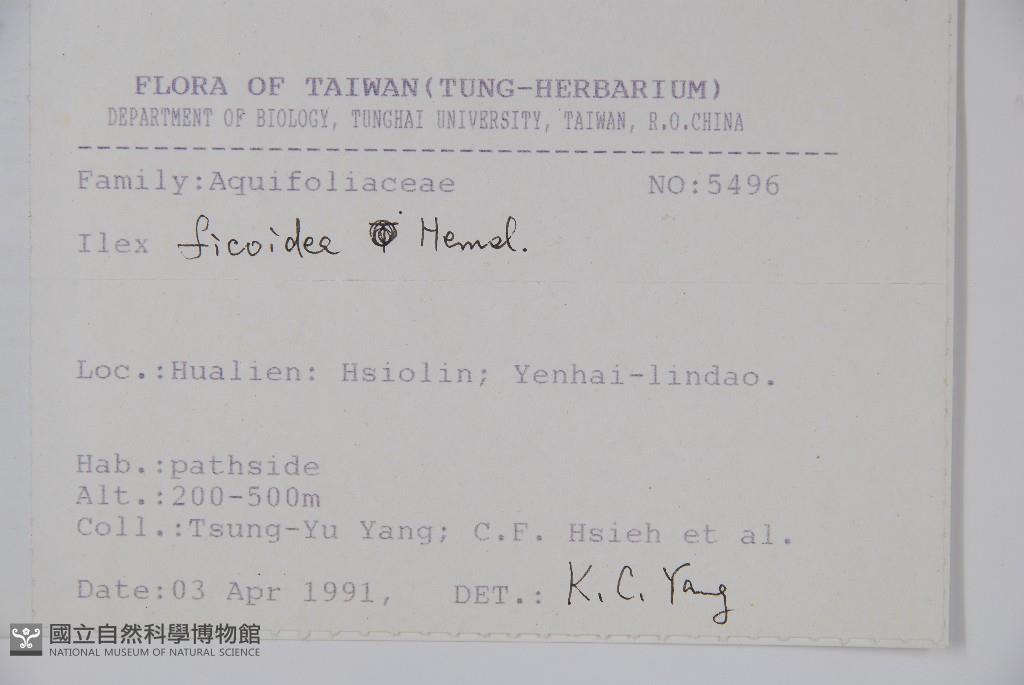 FLORA OF TAIWAN(TUNG-HERBARIUM)
DEPARTMENT OF BIOLOGY, TUNGHAI UNIVERSITY, TAIWAN, R.O.CHINA
Family:Aquifoliaceae NO:5496
Ilex ficoidea Hemsl.
Loc.:Hualien: Hsiolin; Yenhai-lindao.
Hab.:pathside
Alt.:200-500m
Coll.:Tsung-Yu Yang; C.F. Hsieh et al.
Date:03 Apr 1991, DET.: K.C. Yang
國立自然科學博物館
NATIONAL MUSEUM OF NATURAL SCIENCE